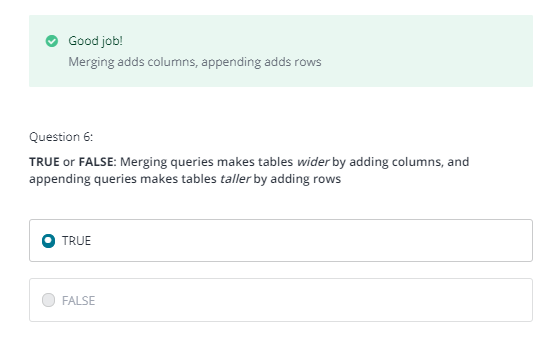 Good job!
Merging adds columns, appending adds rows
Question 6:
TRUE or FALSE: Merging queries makes tables wider by adding columns, and
appending queries makes tables taller by adding rows
TRUE
FALSE